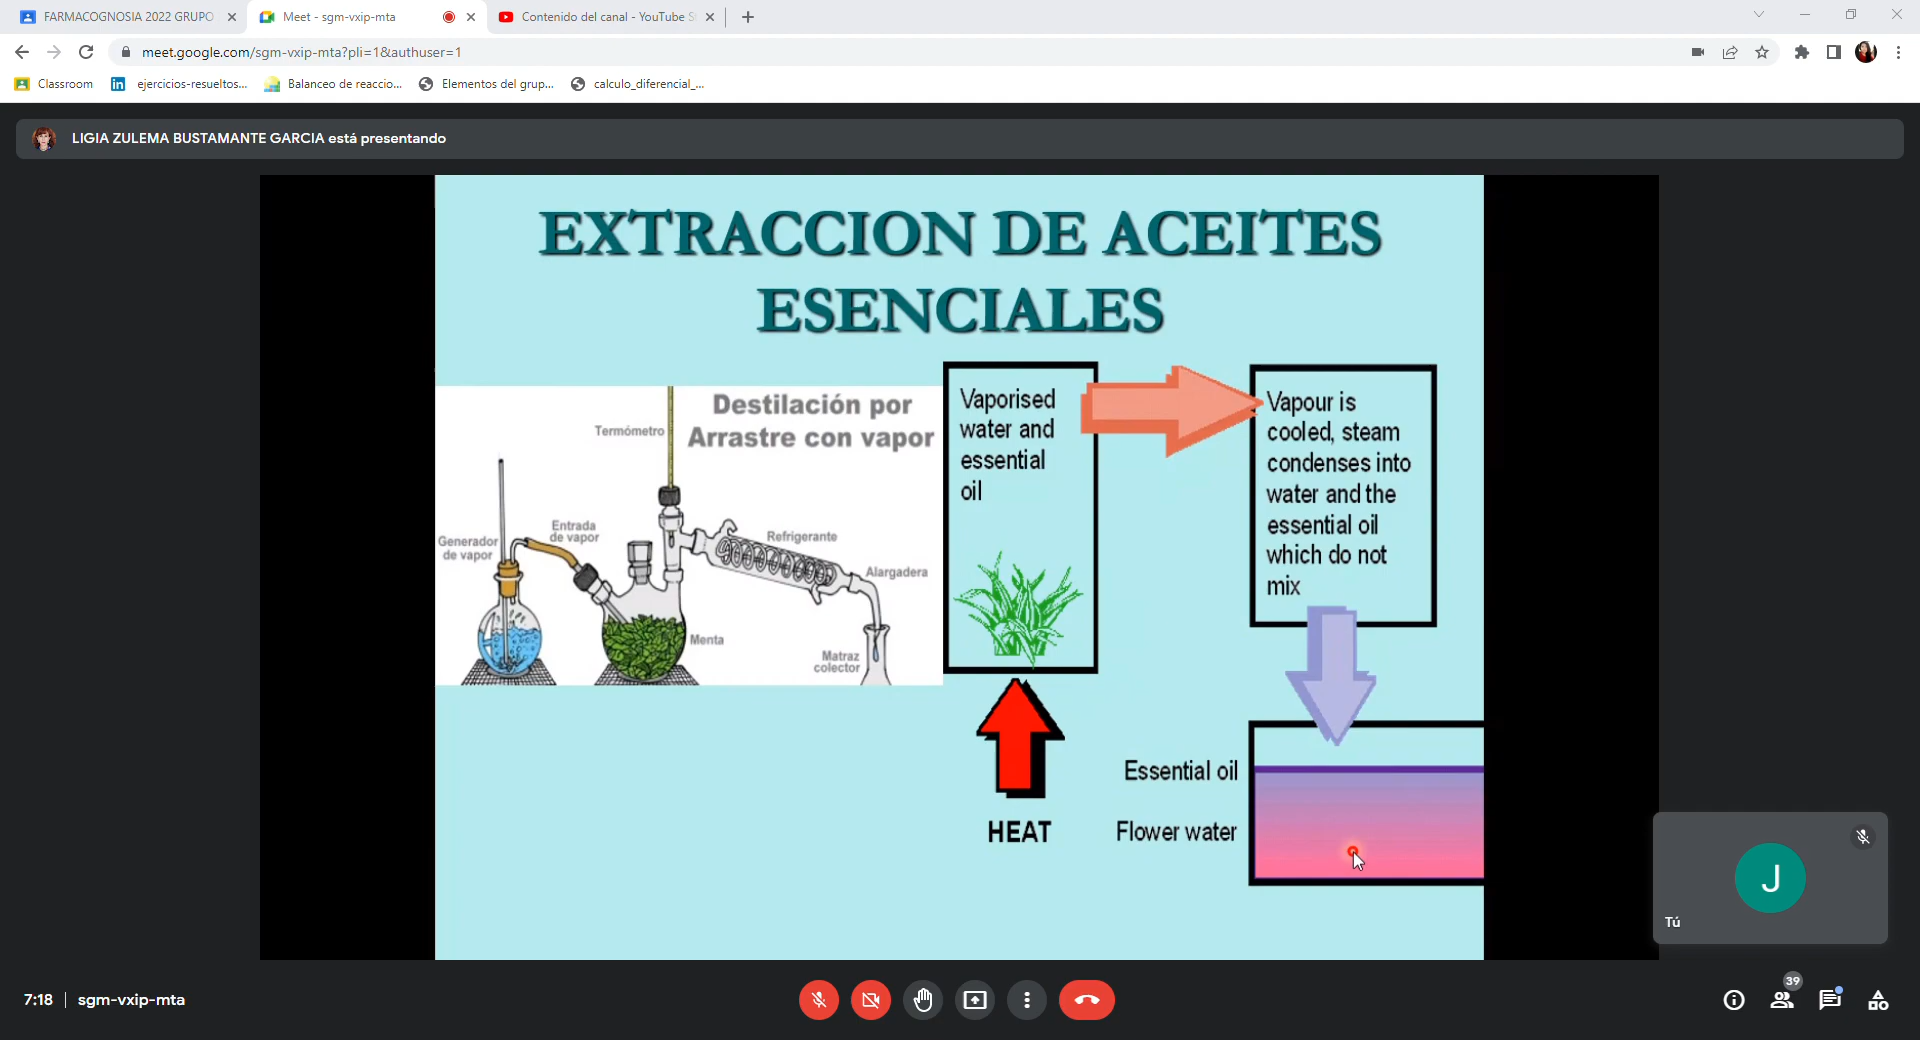 FARMACOGNOSIA 2022 GRUPO
Meet - sgm-vxip-mta
Contenido del canal - YouTube S
meet.google.com/sgm-vxip-mta?pli=1&authuser=1
Classroom
ejercicios-resueltos...
Balanceo de reaccio...
Elementos del grup...
calculo_diferencial_...
LIGIA ZULEMA BUSTAMANTE GARCIA está presentando
EXTRACCION DE ACEITES
ESENCIALES
Destilación por
Arrastre con vapor
Termómetro
Generador
de vapor
Entrada
de vapor
Refrigerante
Alargadera
Menta
Matraz
colector
Vaporised
water and
essential
oil
HEAT
Vapour is
cooled, steam
condenses into
water and the
essential oil
which do not
mix
Essential oil
Flower water
J
Tú
7:18
sgm-vxip-mta
39